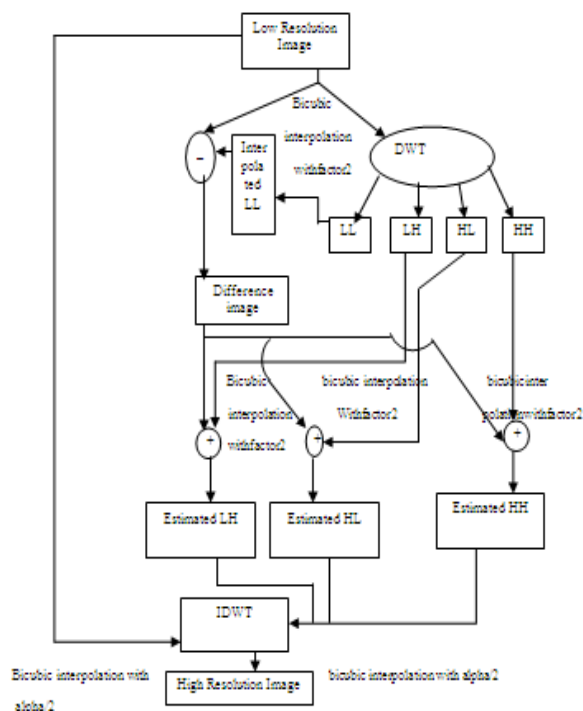 Low Resolution
Image
Bicubic
interpolation
withfactor2
DWT
–
Inter
pola
ted
LL
LL
LH
HL
HH
Difference
image
Bicubic
interpolation
withfactor2
bicubic interpolation
Withfactor2
bicubicinter
polationwithfactor2
+
+
+
Estimated LH
Estimated HL
Estimated HH
IDWT
Bicubic interpolation with
alpha/2
High Resolution Image
bicubic interpolation with alpha/2